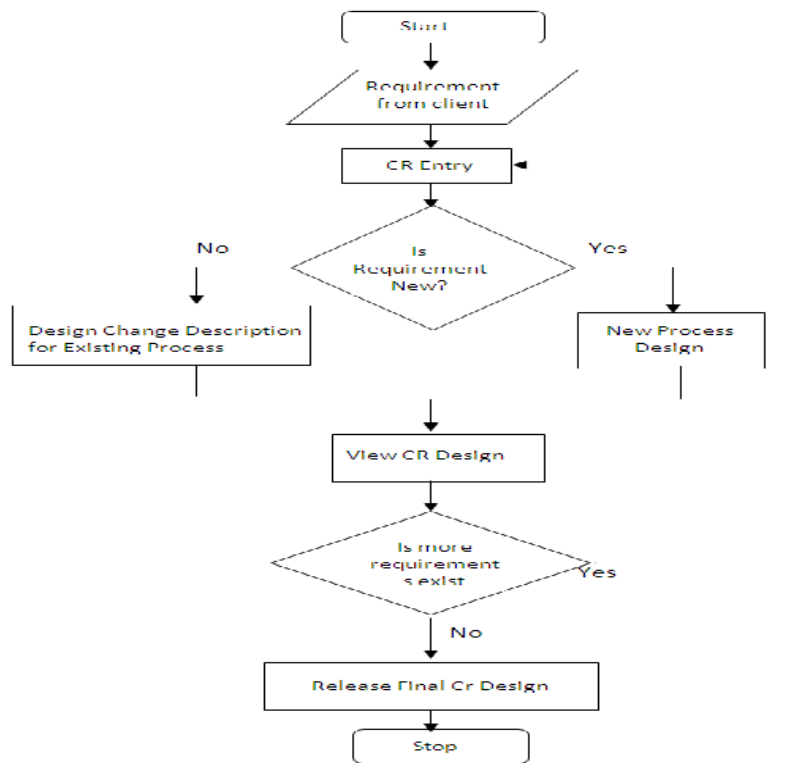 Start
Requirement
from client
CR Entry
No
Yes
Is
Requirement
New?
Design Change Description
for Existing Process
New Process
Design
View CR Design
Is more
requirement
s exist
Yes
No
Release Final Cr Design
Stop